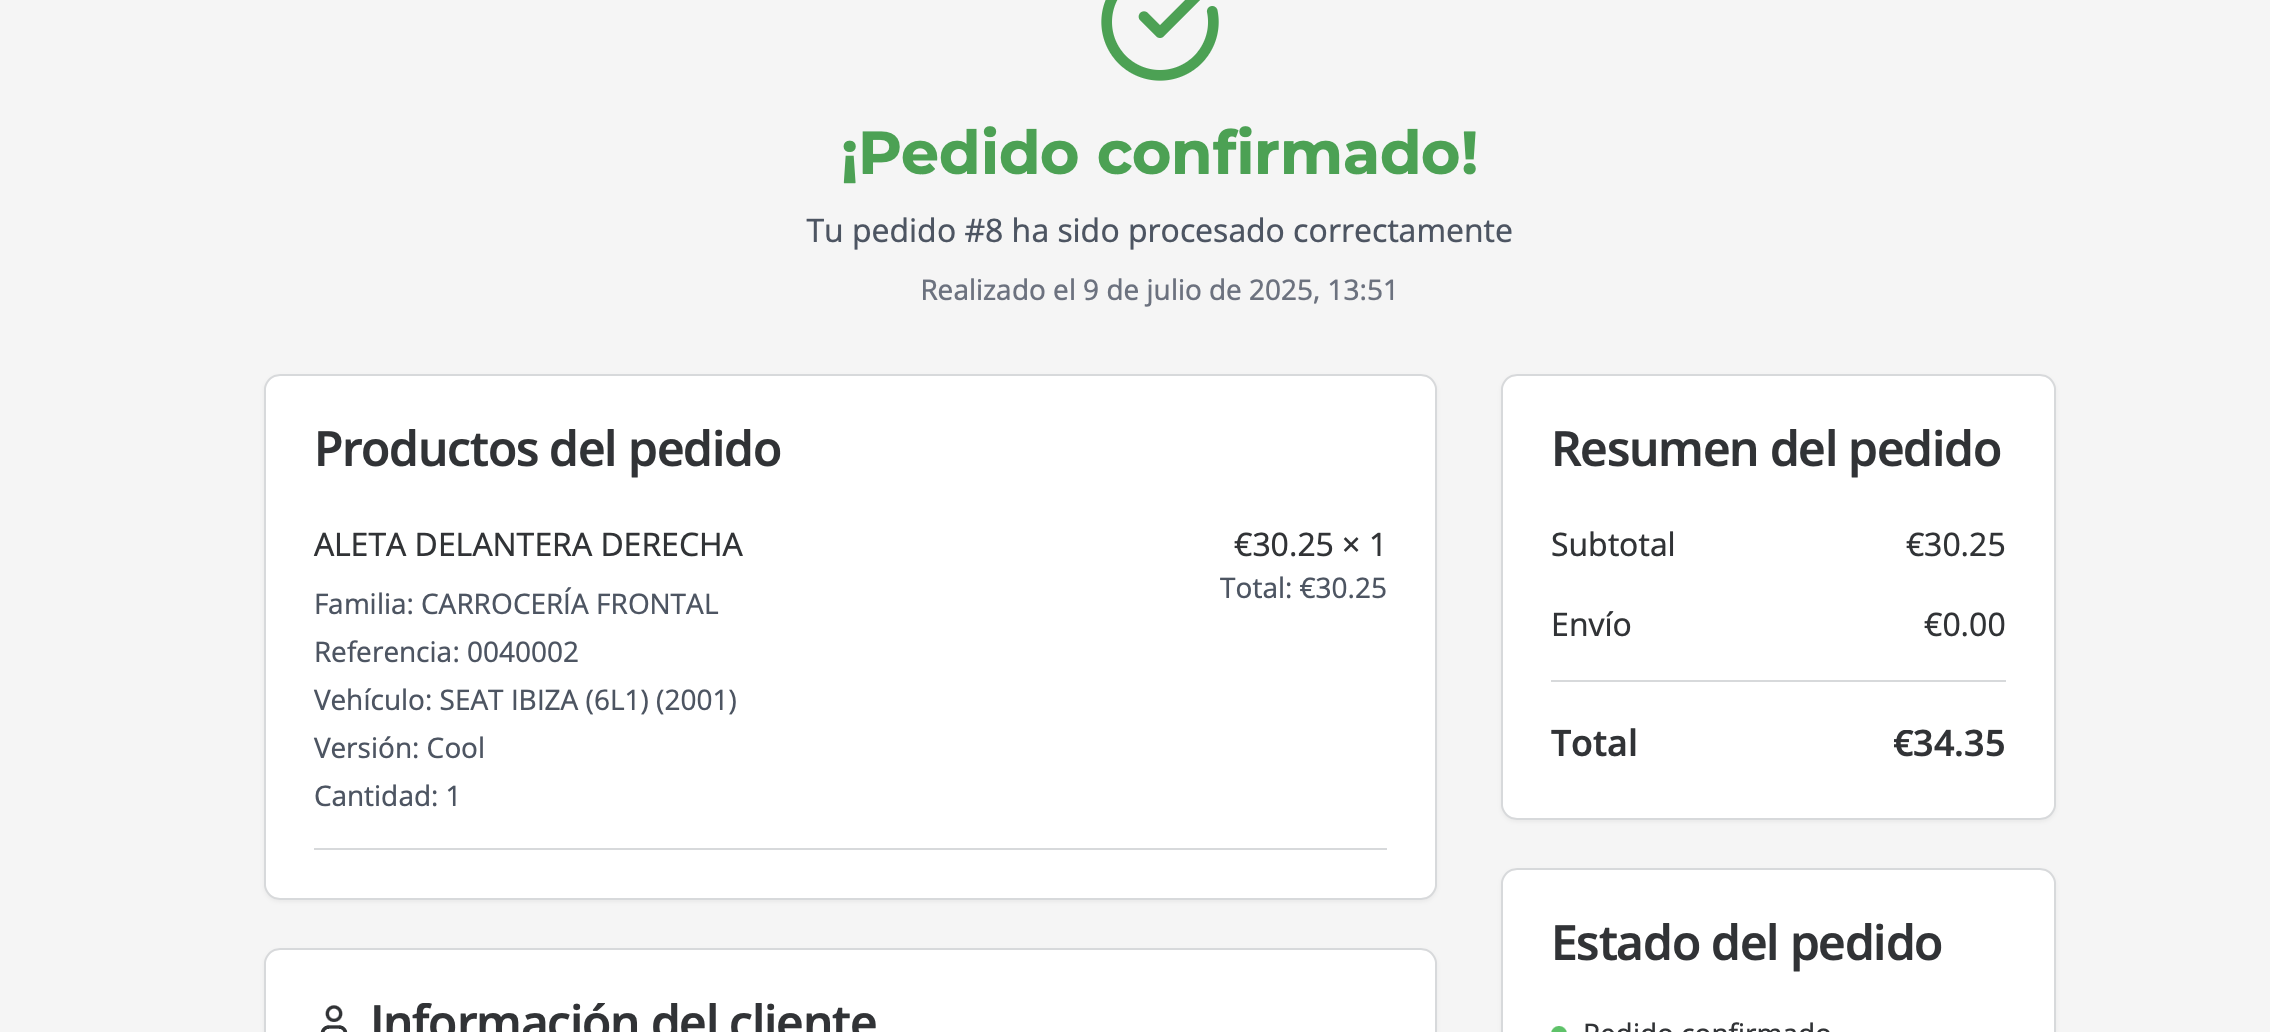 ¡Pedido confirmado!
Tu pedido #8 ha sido procesado correctamente
Realizado el 9 de julio de 2025, 13:51
Productos del pedido
ALETA DELANTERA DERECHA
€30.25 × 1
Total: €30.25
Familia: CARROCERÍA FRONTAL
Referencia: 0040002
Vehículo: SEAT IBIZA (6L1) (2001)
Versión: Cool
Cantidad: 1
Información del cliente
Resumen del pedido
Subtotal €30.25
Envío €0.00
Total €34.35
Estado del pedido
Pedido confirmado